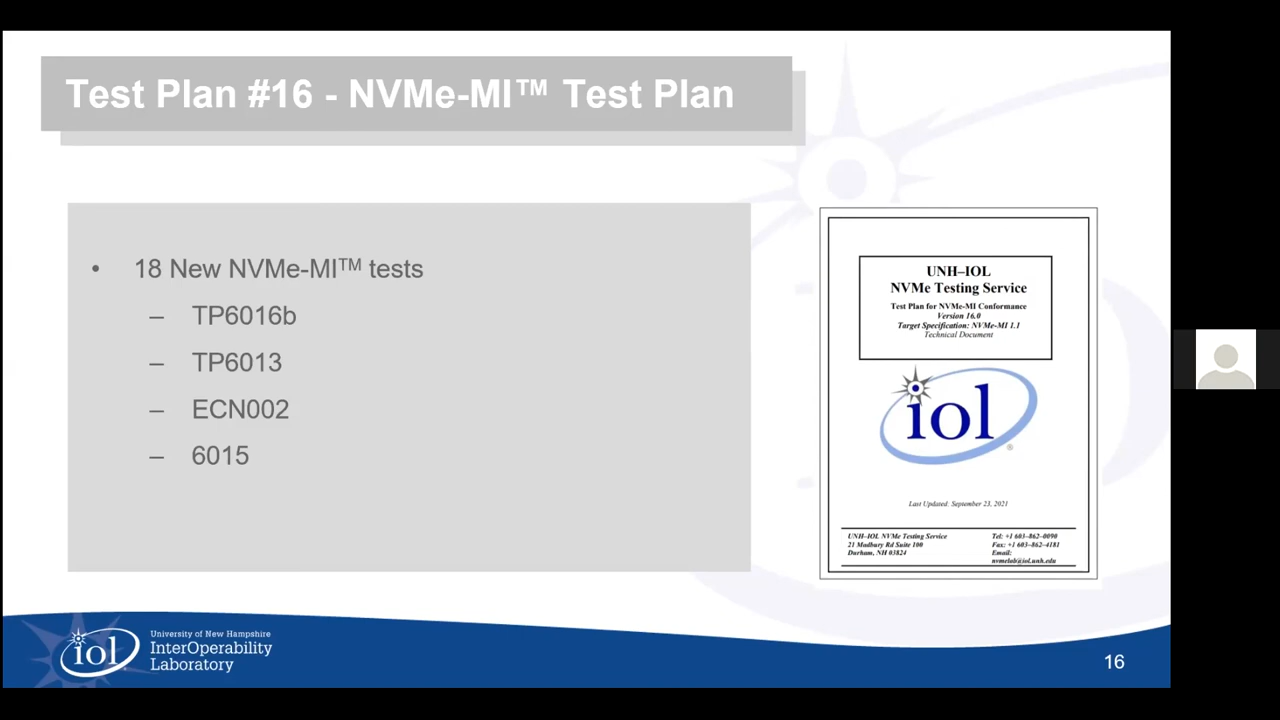 Test Plan #16 - NVMe-MI™ Test Plan
• 18 New NVMe-MI™ tests
– TP6016b
– TP6013
– ECN002
– 6015
UNH–IOL
NVMe Testing Service
Test Plan for NVMe-MI Conformance
Version 16.0
Target Specification: NVMe-MI 1.1
Technical Document
iol
®
Last Updated: September 23, 2021
UNH–IOL NVMe Testing Service
21 Madbury Rd Suite 100
Durham, NH 03824
Tel: +1 603–862–0090
Fax: +1 603–862–4181
Email:
nvmelab@iol.unh.edu
iol
University of New Hampshire
InterOperability
Laboratory
16